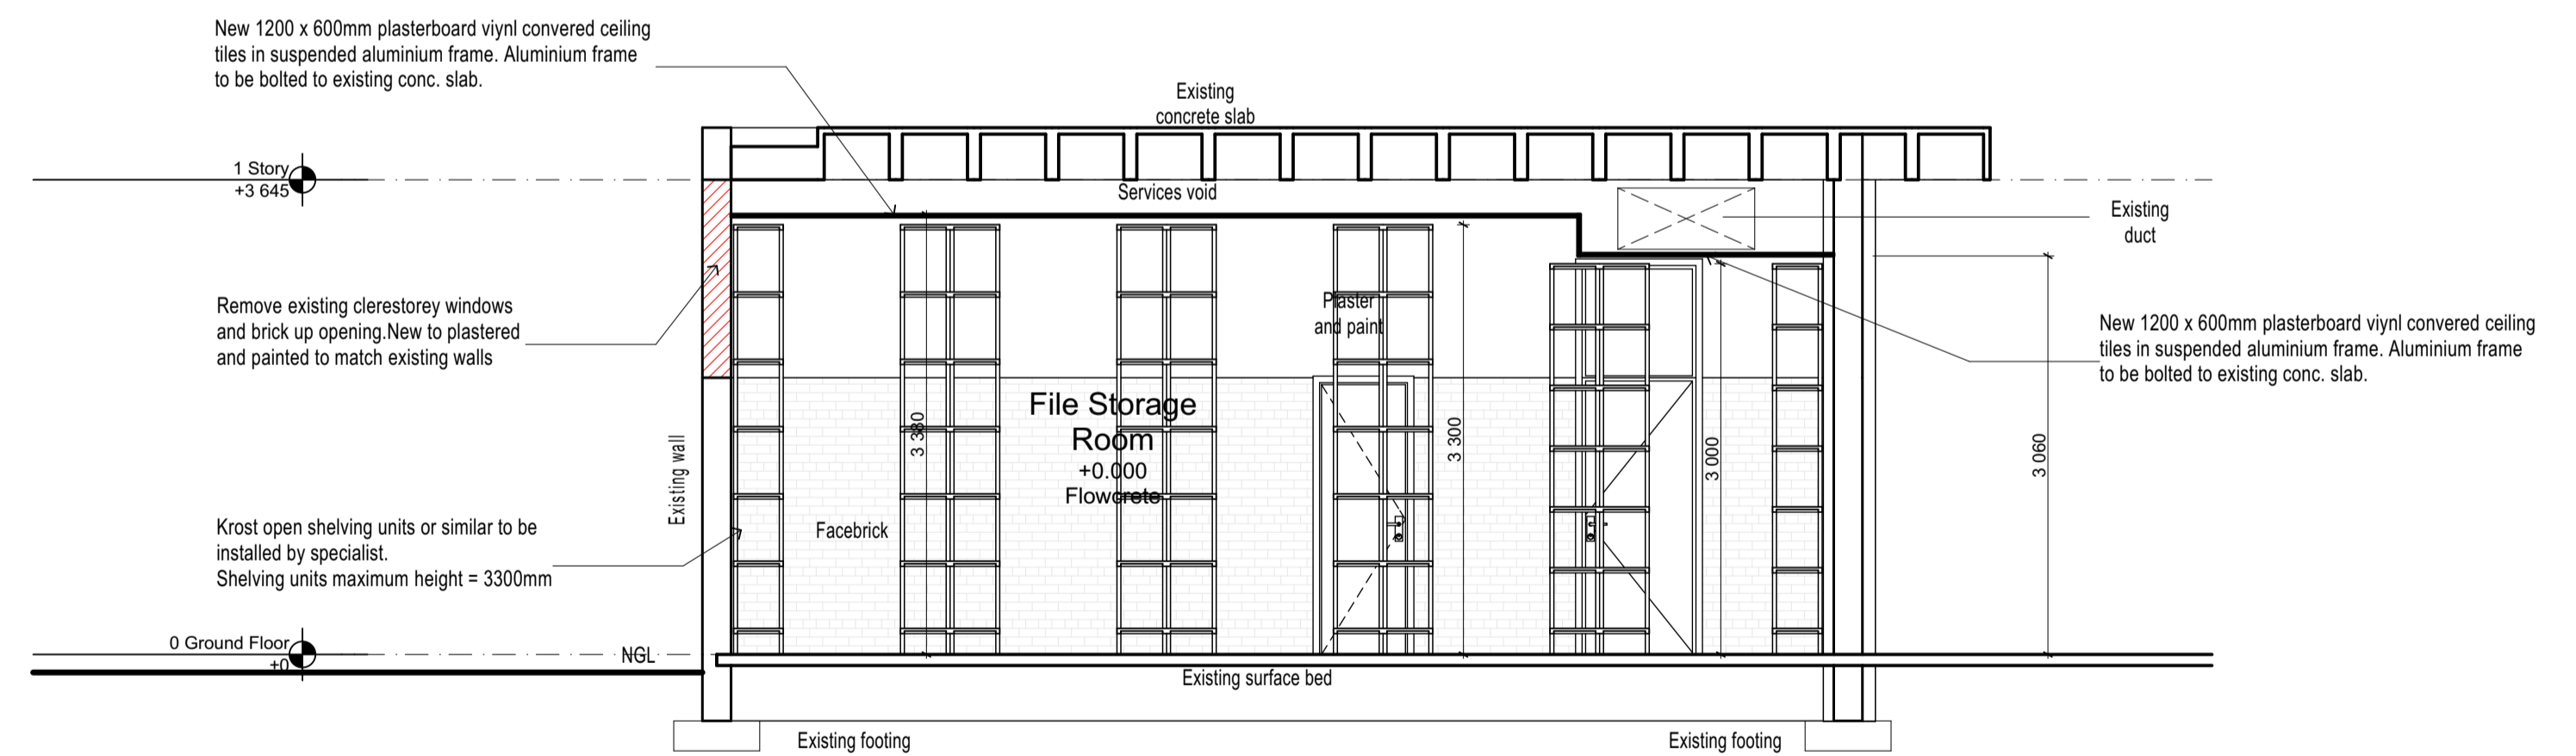 New 1200 x 600mm plasterboard viynl convered ceiling
tiles in suspended aluminium frame. Aluminium frame
to be bolted to existing conc. slab.
Existing
concrete slab
1 Story
+3 645
Services void
Existing
duct
Remove existing clerestorey windows
and brick up opening.New to plastered
and painted to match existing walls
Plaster
and paint
New 1200 x 600mm plasterboard viynl convered ceiling
tiles in suspended aluminium frame. Aluminium frame
to be bolted to existing conc. slab.
File Storage
Room
+0.000
Flowcrete
3 380
3 300
3 000
3 060
Existing wall
Krost open shelving units or similar to be
installed by specialist.
Shelving units maximum height = 3300mm
Facebrick
0 Ground Floor
+0
NGL
Existing surface bed
Existing footing
Existing footing